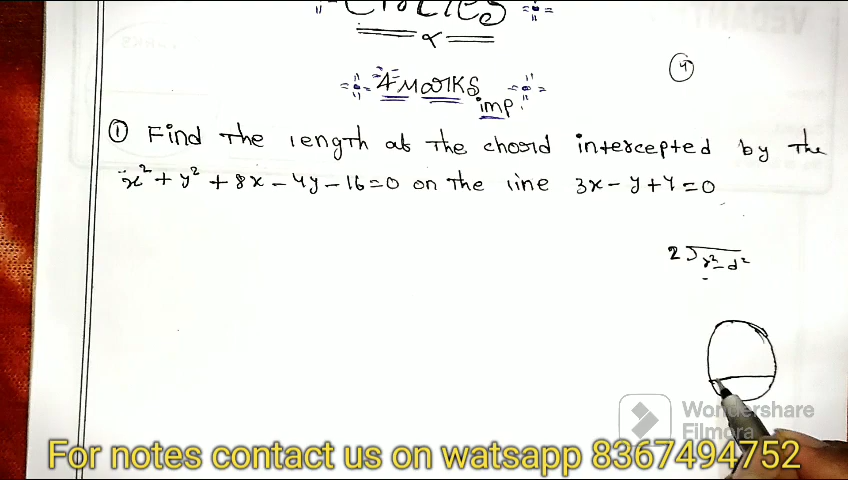 Circles
4 Marks
imp.
4
① Find The length of The chord intercepted by The
x² + y² + 8x - 4y - 16 = 0 on the line 3x - y + 4 = 0
2√r² - d²
Wondershare
Filmora
For notes contact us on watsapp 8367494752